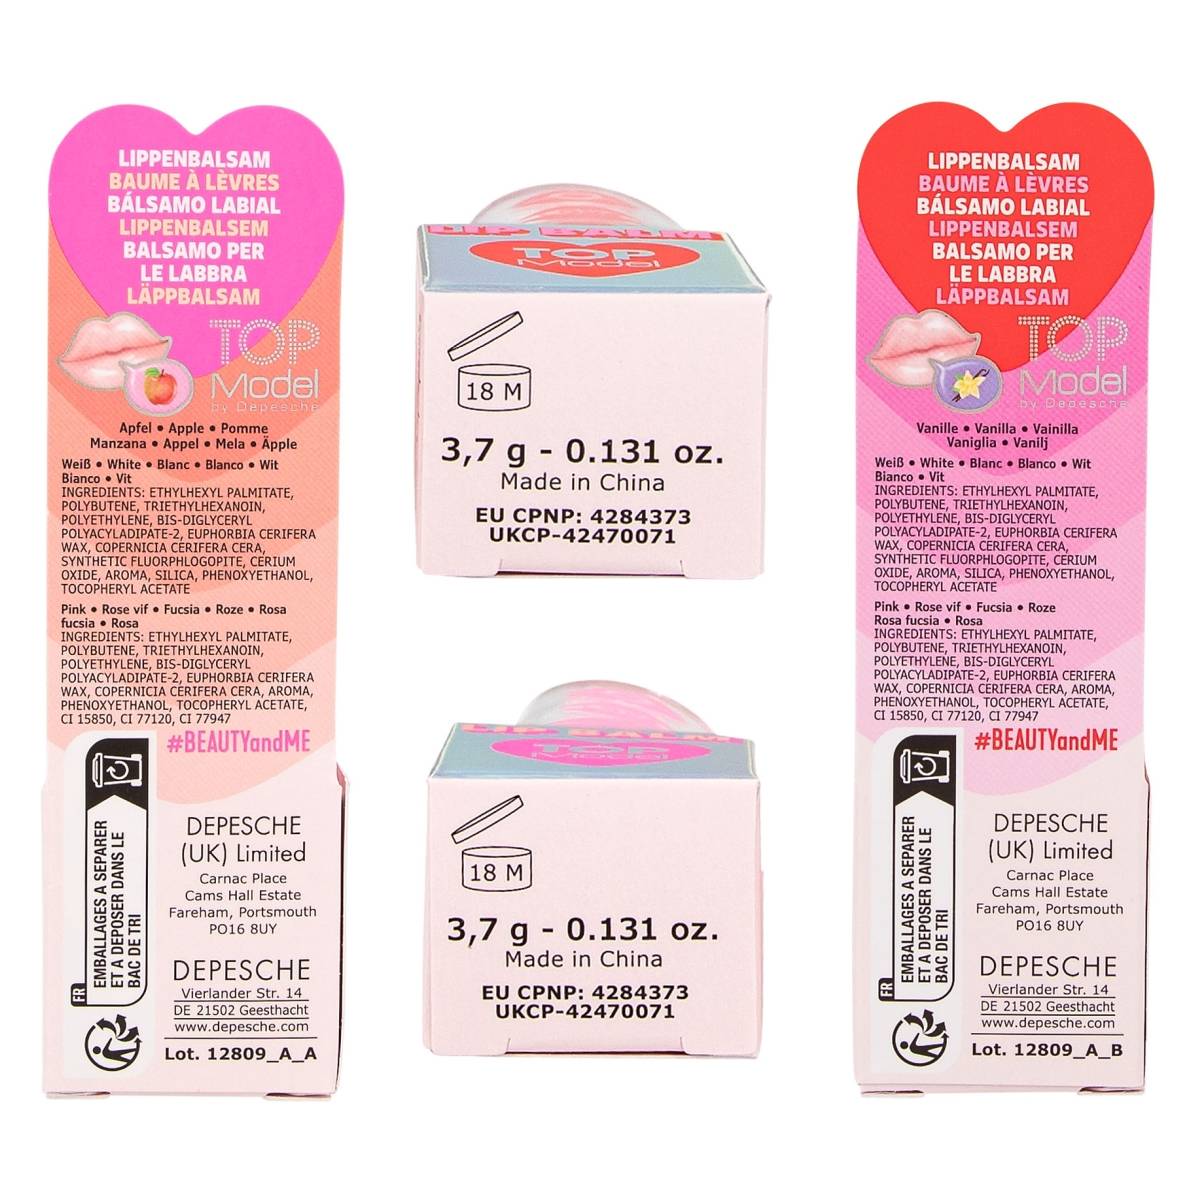 LIPPENBALSAM
BAUME À LÈVRES
BÁLSAMO LABIAL
LIPPENBALSEM
BALSAMO PER
LE LABBRA
LÄPPBALSAM
TOP
Model
by Depesche
Apfel • Apple • Pomme
Manzana • Appel • Mela • Äpple
Weiß • White • Blanc • Blanco • Wit
Bianco • Vit
INGREDIENTS: ETHYLHEXYL PALMITATE,
POLYBUTENE, TRIETHYLHEXANOIN,
POLYETHYLENE, BIS-DIGLYCERYL
POLYACYLADIPATE-2, EUPHORBIA CERIFERA
WAX, COPERNICIA CERIFERA CERA,
SYNTHETIC FLUORPHLOGOPITE, CERIUM
OXIDE, AROMA, SILICA, PHENOXYETHANOL,
TOCOPHERYL ACETATE
Pink • Rose vif • Fucsia • Roze • Rosa
fucsia • Rosa
INGREDIENTS: ETHYLHEXYL PALMITATE,
POLYBUTENE, TRIETHYLHEXANOIN,
POLYETHYLENE, BIS-DIGLYCERYL
POLYACYLADIPATE-2, EUPHORBIA CERIFERA
WAX, COPERNICIA CERIFERA CERA, AROMA,
PHENOXYETHANOL, TOCOPHERYL ACETATE,
CI 15850, CI 77120, CI 77947
#BEAUTYandME
FR
EMBALLAGES A SEPARER
ET A DEPOSER DANS LE
BAC DE TRI
DEPESCHE
(UK) Limited
Carnac Place
Cams Hall Estate
Fareham, Portsmouth
PO16 8UY
DEPESCHE
Vierlander Str. 14
DE 21502 Geesthacht
www.depesche.com
Lot. 12809_A_A
LIP BALM
TOP
Model
18 M
3,7 g - 0.131 oz.
Made in China
EU CPNP: 4284373
UKCP-42470071
LIP BALM
TOP
Model
18 M
3,7 g - 0.131 oz.
Made in China
EU CPNP: 4284373
UKCP-42470071
LIPPENBALSAM
BAUME À LÈVRES
BÁLSAMO LABIAL
LIPPENBALSEM
BALSAMO PER
LE LABBRA
LÄPPBALSAM
TOP
Model
by Depesche
Vanille • Vanilla • Vainilla
Vaniglia • Vanilj
Weiß • White • Blanc • Blanco • Wit
Bianco • Vit
INGREDIENTS: ETHYLHEXYL PALMITATE,
POLYBUTENE, TRIETHYLHEXANOIN,
POLYETHYLENE, BIS-DIGLYCERYL
POLYACYLADIPATE-2, EUPHORBIA CERIFERA
WAX, COPERNICIA CERIFERA CERA,
SYNTHETIC FLUORPHLOGOPITE, CERIUM
OXIDE, AROMA, SILICA, PHENOXYETHANOL,
TOCOPHERYL ACETATE
Pink • Rose vif • Fucsia • Roze
Rosa fucsia • Rosa
INGREDIENTS: ETHYLHEXYL PALMITATE,
POLYBUTENE, TRIETHYLHEXANOIN,
POLYETHYLENE, BIS-DIGLYCERYL
POLYACYLADIPATE-2, EUPHORBIA CERIFERA
WAX, COPERNICIA CERIFERA CERA, AROMA,
PHENOXYETHANOL, TOCOPHERYL ACETATE,
CI 15850, CI 77120, CI 77947
#BEAUTYandME
FR
EMBALLAGES A SEPARER
ET A DEPOSER DANS LE
BAC DE TRI
DEPESCHE
(UK) Limited
Carnac Place
Cams Hall Estate
Fareham, Portsmouth
PO16 8UY
DEPESCHE
Vierlander Str. 14
DE 21502 Geesthacht
www.depesche.com
Lot. 12809_A_B